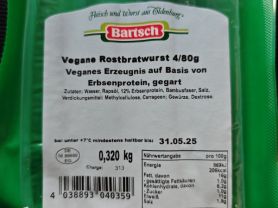 Fleisch und Wurst aus Oldenburg
Bartsch
Vegane Rostbratwurst 4/80g
Veganes Erzeugnis auf Basis von
Erbsenprotein, gegart
Zutaten: Wasser, Rapsöl, 12% Erbsenprotein, Bambusfaser, Salz,
Verdickungsmittel: Methylcellulose, Carrageen; Gewürze, Dextrose.
bei unter +7°C mindestens haltbar bis: 31.05.25
0,320 kg
Charge: 313
4 038893 040359
Nährwertangabe pro 100g
Energie
Fett, davon
- gesättigte Fettsäuren
Kohlenhydrate, davon
Zucker
Eiweiß
Salz